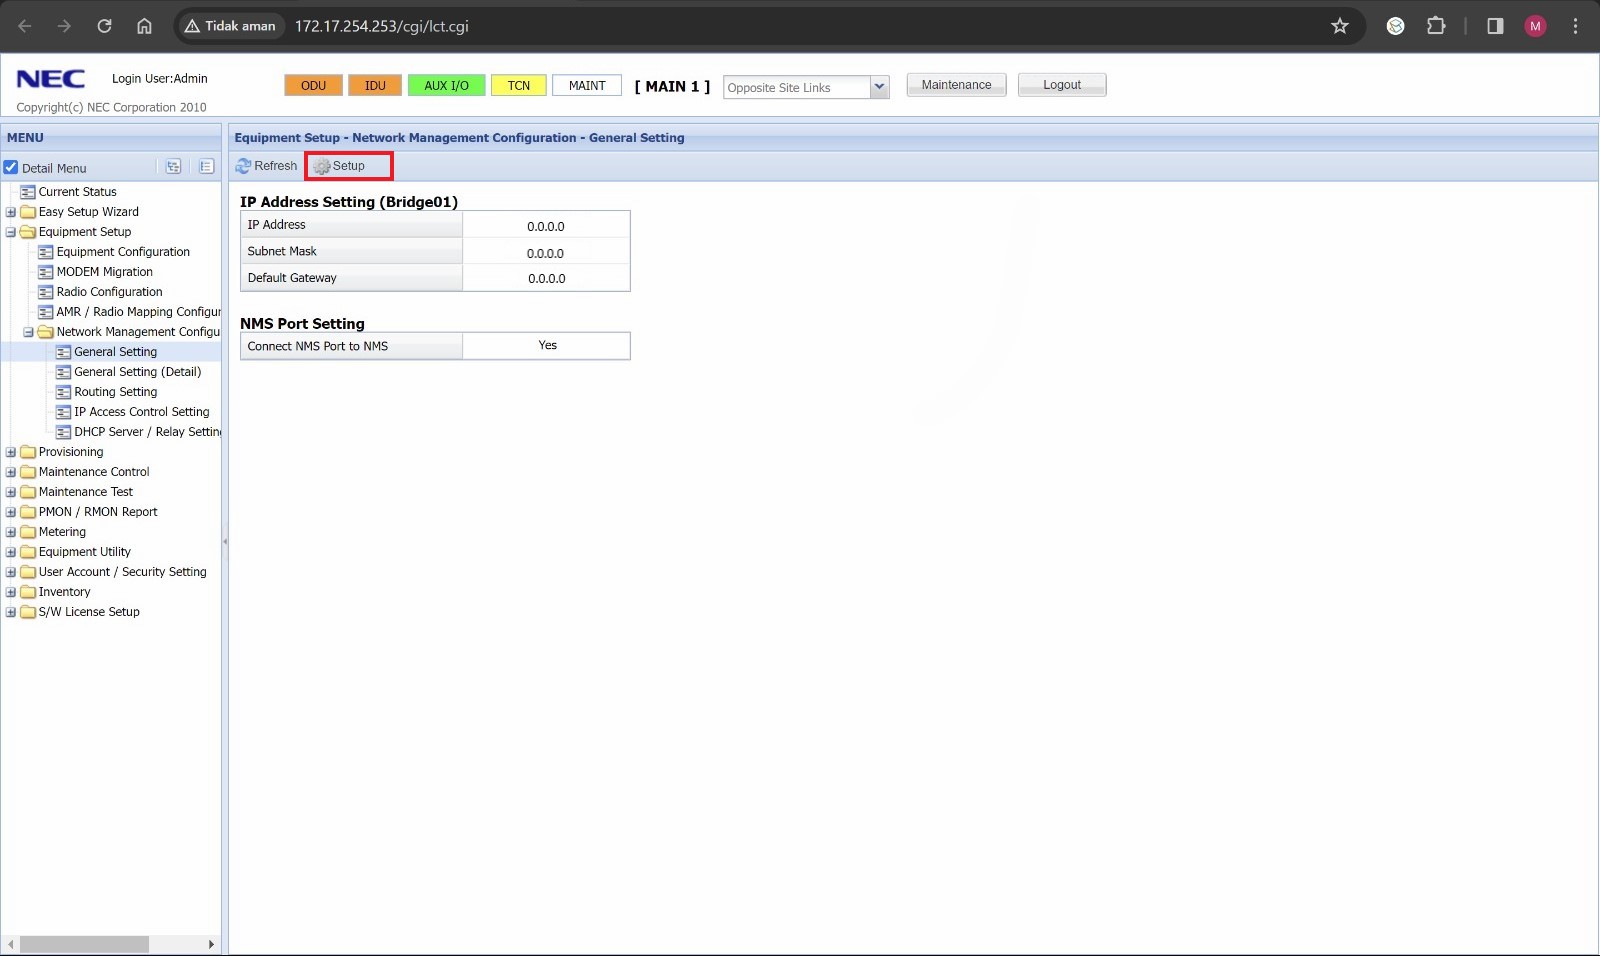 Tidak aman 172.17.254.253/cgi/lct.cgi M
NEC Login User:Admin
Copyright(c) NEC Corporation 2010
ODU IDU AUX I/O TCN MAINT [ MAIN 1 ] Opposite Site Links Maintenance Logout
MENU
Detail Menu
Current Status
Easy Setup Wizard
Equipment Setup
Equipment Configuration
MODEM Migration
Radio Configuration
AMR / Radio Mapping Configur
Network Management Configu
General Setting
General Setting (Detail)
Routing Setting
IP Access Control Setting
DHCP Server / Relay Setting
Provisioning
Maintenance Control
Maintenance Test
PMON / RMON Report
Metering
Equipment Utility
User Account / Security Setting
Inventory
S/W License Setup
Equipment Setup - Network Management Configuration - General Setting
Refresh Setup
IP Address Setting (Bridge01)
IP Address 0.0.0.0
Subnet Mask 0.0.0.0
Default Gateway 0.0.0.0
NMS Port Setting
Connect NMS Port to NMS Yes